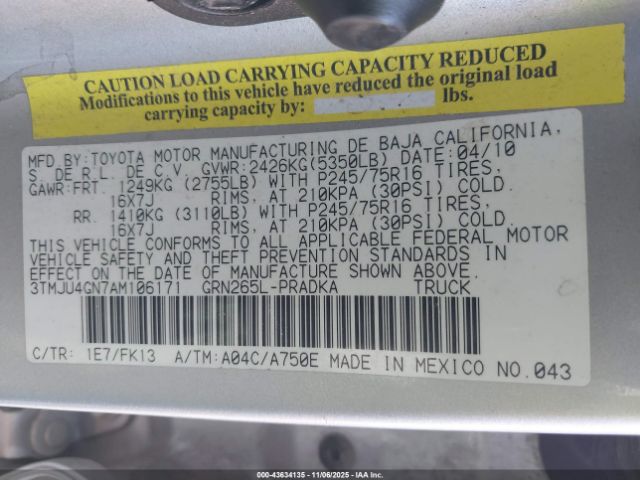 CAUTION LOAD CARRYING CAPACITY REDUCED
Modifications to this vehicle have reduced the original load
carrying capacity by: lbs.
MFD BY: TOYOTA MOTOR MANUFACTURING DE BAJA CALIFORNIA,
S. DE R.L. DE C.V. GVWR: 2426KG(5350LB) DATE: 04/10
GAWR:FRT. 1249KG (2755LB) WITH P245/75R16 TIRES,
16X7J RIMS, AT 210KPA (30PSI) COLD.
RR. 1410KG (3110LB) WITH P245/75R16 TIRES,
16X7J RIMS, AT 210KPA (30PSI) COLD.
THIS VEHICLE CONFORMS TO ALL APPLICABLE FEDERAL MOTOR
VEHICLE SAFETY AND THEFT PREVENTION STANDARDS IN
EFFECT ON THE DATE OF MANUFACTURE SHOWN ABOVE.
3TMJU4GN7AM106171 GRN265L-PRADKA TRUCK
C/TR: 1E7/FK13 A/TM: A04C/A750E MADE IN MEXICO NO.043
000-43634135 - 11/06/2025 - IAAI.COM